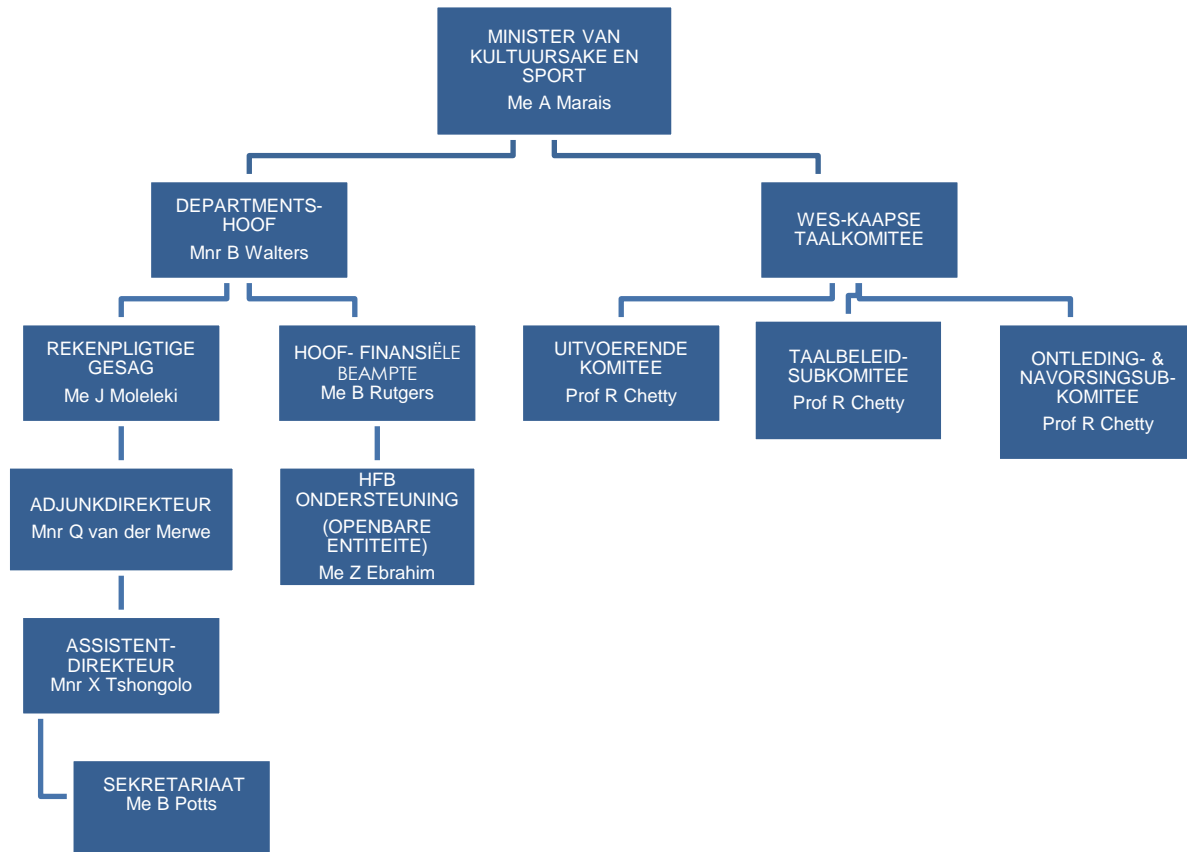 MINISTER VAN
KULTUURSAKE EN
SPORT
Me A Marais
DEPARTMENTS-
HOOF
Mnr B Walters
WES-KAAPSE
TAALKOMITEE
REKENPLIGTIGE
GESAG
Me J Moleleki
HOOF- FINANSIËLE
BEAMPTE
Me B Rutgers
UITVOERENDE
KOMITEE
Prof R Chetty
TAALBELEID-
SUBKOMITEE
Prof R Chetty
ONTLEDING- &
NAVORSINGSUB-
KOMITEE
Prof R Chetty
ADJUNKDIREKTEUR
Mnr Q van der Merwe
HFB
ONDERSTEUNING
(OPENBARE
ENTITEITE)
Me Z Ebrahim
ASSISTENT-
DIREKTEUR
Mnr X Tshongolo
SEKRETARIAAT
Me B Potts